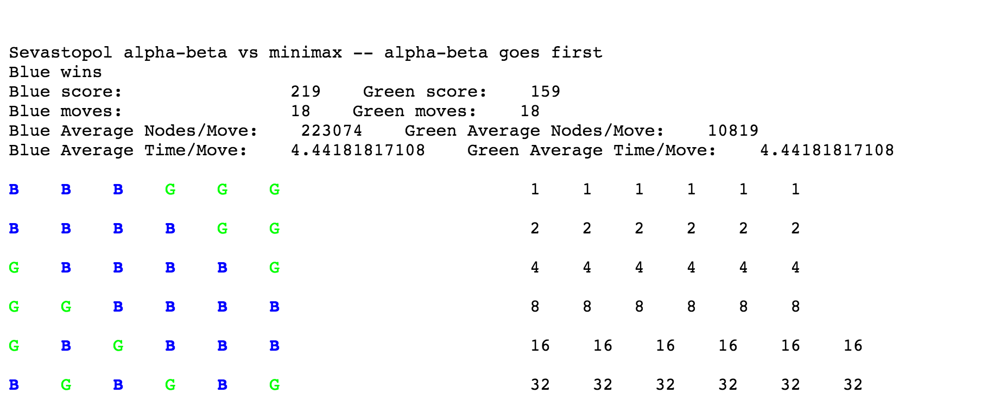 Sevastopol alpha-beta vs minimax -- alpha-beta goes first
Blue wins
Blue score: 219 Green score: 159
Blue moves: 18 Green moves: 18
Blue Average Nodes/Move: 223074 Green Average Nodes/Move: 10819
Blue Average Time/Move: 4.44181817108 Green Average Time/Move: 4.44181817108
B B B G G G 1 1 1 1 1 1
B B B B G G 2 2 2 2 2 2
G B B B B G 4 4 4 4 4 4
G G B B B B 8 8 8 8 8 8
G B G B B B 16 16 16 16 16 16
B G B G B G 32 32 32 32 32 32